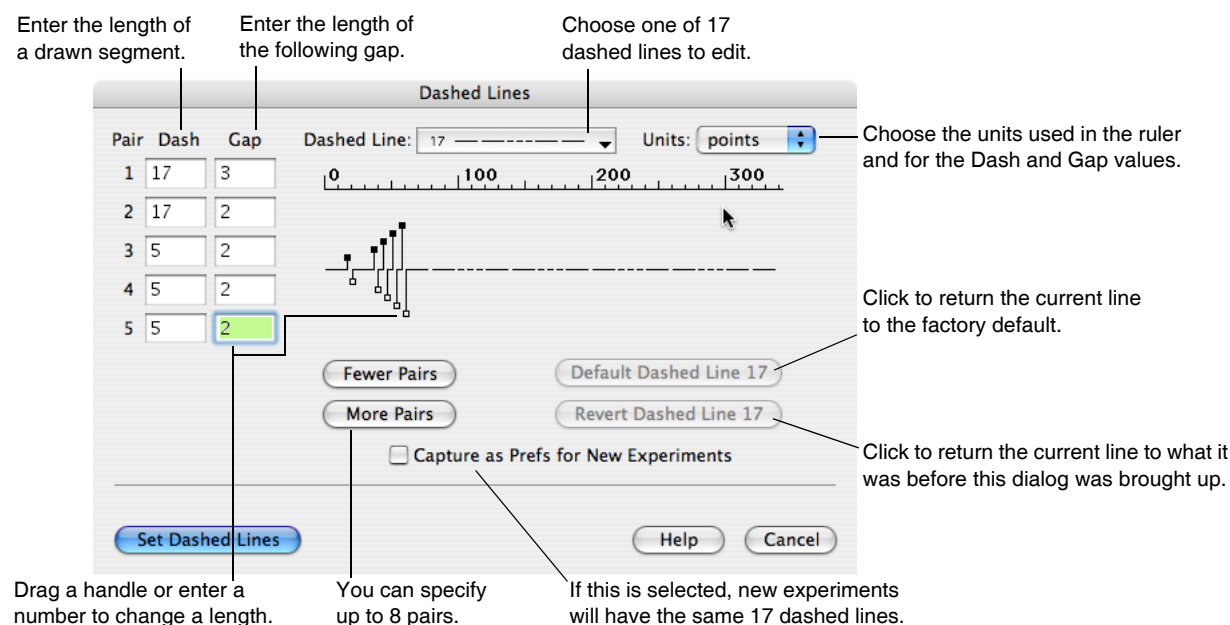 Enter the length of
a drawn segment.
Enter the length of
the following gap.
Choose one of 17
dashed lines to edit.
Dashed Lines
Pair Dash Gap
Dashed Line: 17
Units: points
Choose the units used in the ruler
and for the Dash and Gap values.
1 17 3
0 100 200 300
2 17 2
3 5 2
4 5 2
5 5 2
Click to return the current line
to the factory default.
Fewer Pairs
Default Dashed Line 17
More Pairs
Revert Dashed Line 17
Capture as Prefs for New Experiments
Click to return the current line to what it
was before this dialog was brought up.
Set Dashed Lines
Help
Cancel
Drag a handle or enter a
number to change a length.
You can specify
up to 8 pairs.
If this is selected, new experiments
will have the same 17 dashed lines.